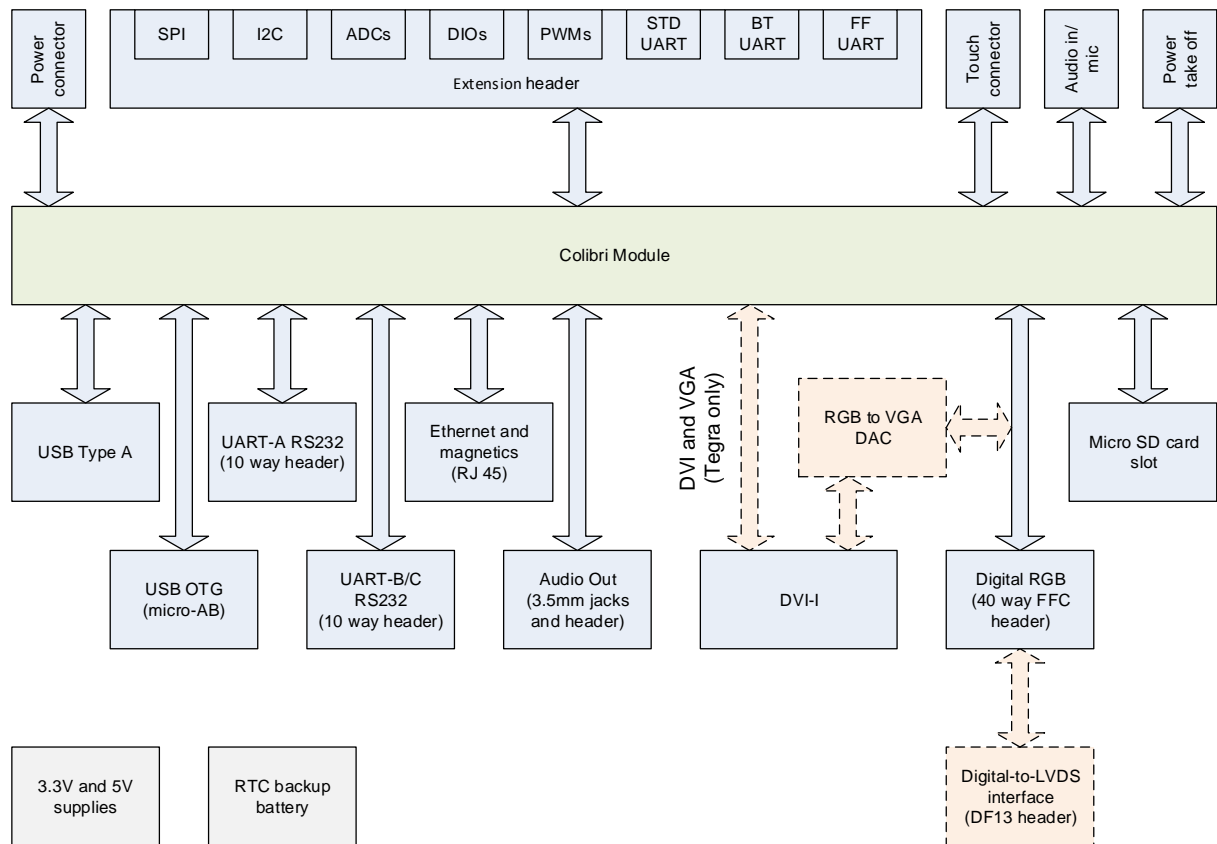 Power
connector
SPI
I2C
ADCs
DIOs
PWMs
STD
UART
BT
UART
FF
UART
Extension header
Touch
connector
Audio in/
mic
Power
take off
Colibri Module
USB Type A
UART-A RS232
(10 way header)
Ethernet and
magnetics
(RJ 45)
DVI and VGA
(Tegra only)
RGB to VGA
DAC
Micro SD card
slot
USB OTG
(micro-AB)
UART-B/C
RS232
(10 way header)
Audio Out
(3.5mm jacks
and header)
DVI-I
Digital RGB
(40 way FFC
header)
3.3V and 5V
supplies
RTC backup
battery
Digital-to-LVDS
interface
(DF13 header)